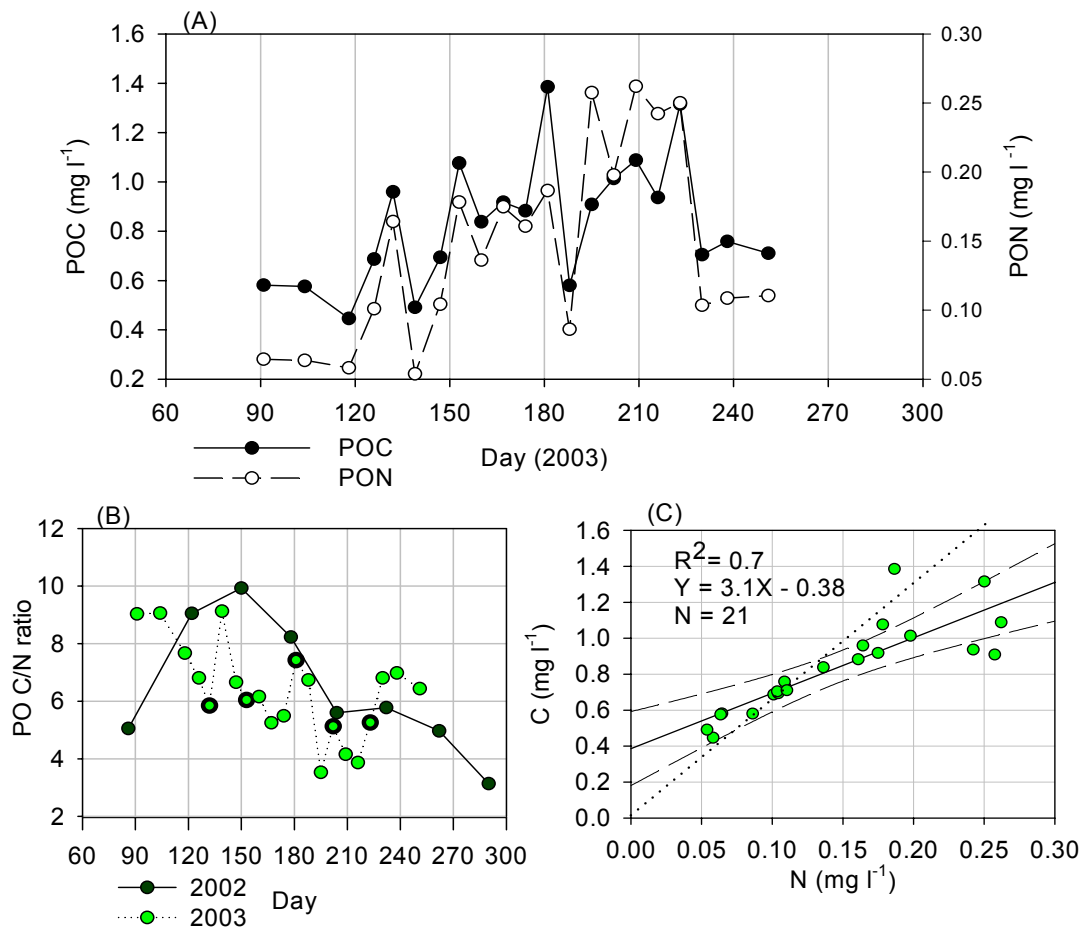 (A)
1.6
1.4
1.2
1.0
0.8
0.6
0.4
0.2
POC (mg l-1)
0.30
0.25
0.20
0.15
0.10
0.05
PON (mg l-1)
60 90 120 150 180 210 240 270 300
Day (2003)
POC
PON
(B)
12
10
8
6
4
2
PO C/N ratio
60 90 120 150 180 210 240 270 300
Day
2002
2003
(C)
1.6
1.4
1.2
1.0
0.8
0.6
0.4
0.2
0.0
C (mg l-1)
R2= 0.7
Y = 3.1X - 0.38
N = 21
0.00 0.05 0.10 0.15 0.20 0.25 0.30
N (mg l-1)